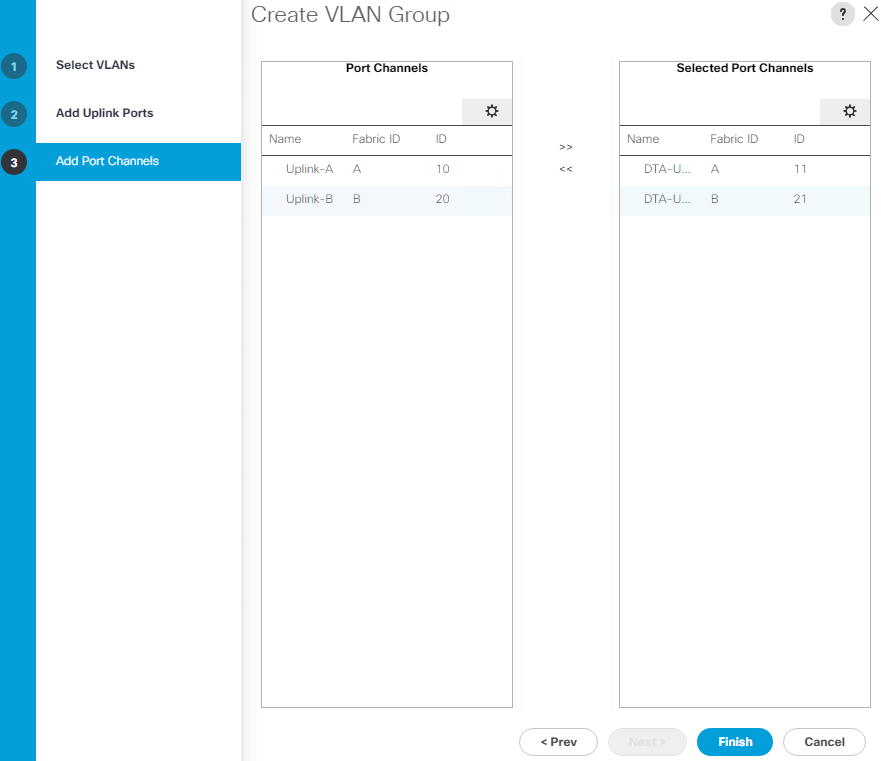 Create VLAN Group
?
1 Select VLANs
2 Add Uplink Ports
3 Add Port Channels
Port Channels
Name Fabric ID ID
Uplink-A A 10
Uplink-B B 20
>>
<<
Selected Port Channels
Name Fabric ID ID
DTA-U... A 11
DTA-U... B 21
< Prev Next > Finish Cancel